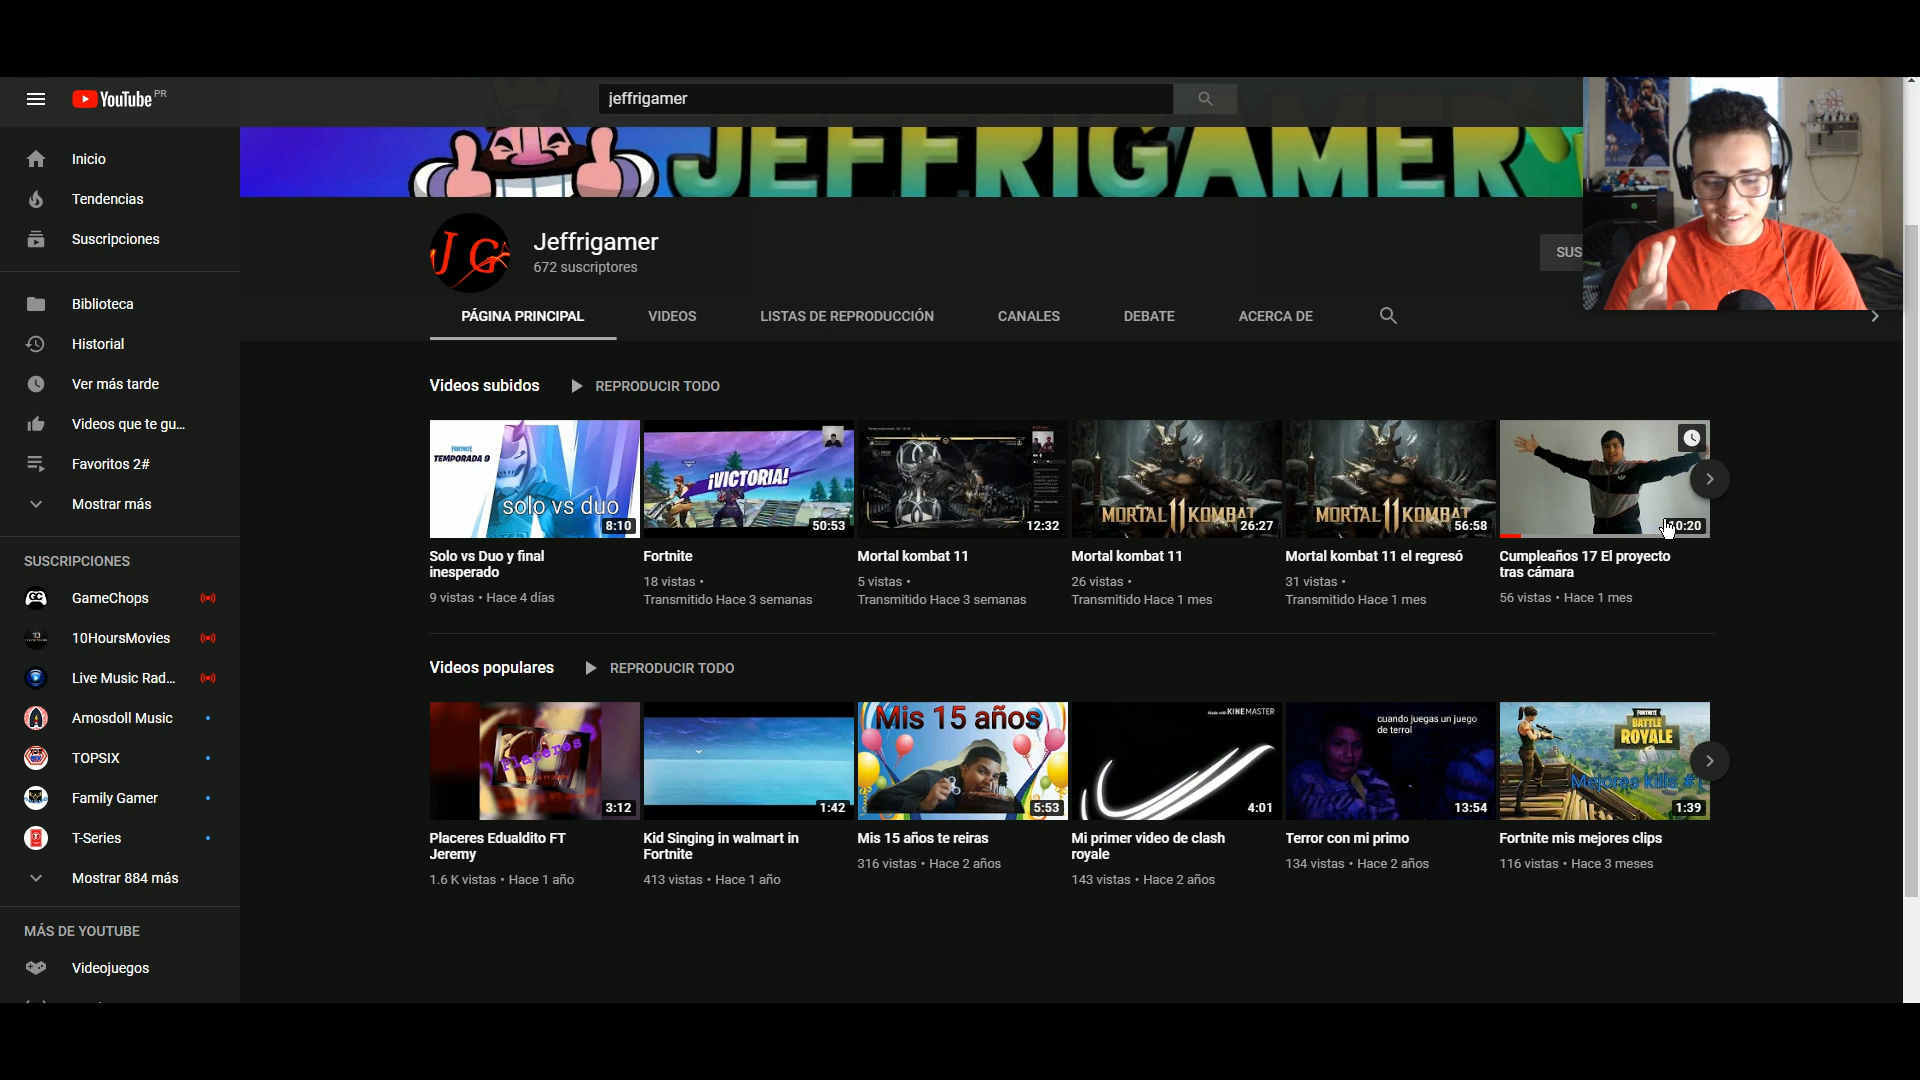 YouTube PR
jeffrigamer
JEFFRIGAMER
Inicio
Tendencias
Suscripciones
Biblioteca
Historial
Ver más tarde
Videos que te gu...
Favoritos 2#
Mostrar más
SUSCRIPCIONES
GameChops
10HoursMovies
Live Music Rad...
Amosdoll Music
TOPSIX
Family Gamer
T-Series
Mostrar 884 más
MÁS DE YOUTUBE
Videojuegos
JG
Jeffrigamer
672 suscriptores
SUS
PÁGINA PRINCIPAL
VIDEOS
LISTAS DE REPRODUCCIÓN
CANALES
DEBATE
ACERCA DE
Videos subidos
REPRODUCIR TODO
FORTNITE
TEMPORADA 9
solo vs duo
8:10
Solo vs Duo y final
inesperado
9 vistas • Hace 4 días
¡VICTORIA!
50:53
Fortnite
18 vistas •
Transmitido Hace 3 semanas
12:32
Mortal kombat 11
5 vistas •
Transmitido Hace 3 semanas
MORTAL KOMBAT 11
26:27
Mortal kombat 11
26 vistas •
Transmitido Hace 1 mes
MORTAL KOMBAT 11
56:58
Mortal kombat 11 el regresó
31 vistas •
Transmitido Hace 1 mes
0:20
Cumpleaños 17 El proyecto
tras cámara
56 vistas • Hace 1 mes
Videos populares
REPRODUCIR TODO
Placeres
3:12
Placeres Edualdito FT
Jeremy
1.6 K vistas • Hace 1 año
1:42
Kid Singing in walmart in
Fortnite
413 vistas • Hace 1 año
Mis 15 años
5:53
Mis 15 años te reiras
316 vistas • Hace 2 años
Made with KINEMASTER
4:01
Mi primer video de clash
royale
143 vistas • Hace 2 años
cuando juegas un juego
de terrol
13:54
Terror con mi primo
134 vistas • Hace 2 años
FORTNITE
BATTLE
ROYALE
Mejores kills #1
1:39
Fortnite mis mejores clips
116 vistas • Hace 3 meses